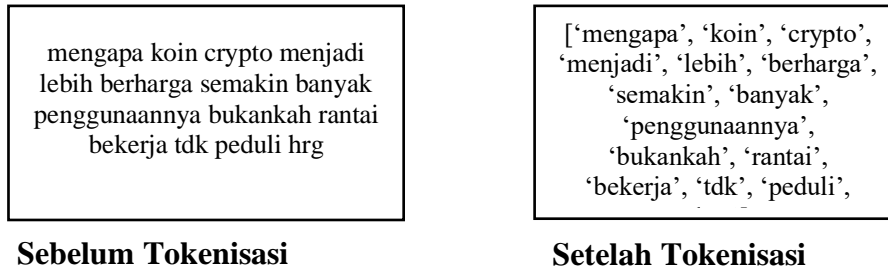 mengapa koin crypto menjadi
lebih berharga semakin banyak
penggunaannya bukankah rantai
bekerja tdk peduli hrg
Sebelum Tokenisasi
[‘mengapa’, ‘koin’, ‘crypto’,
‘menjadi’, ‘lebih’, ‘berharga’,
‘semakin’, ‘banyak’,
‘penggunaannya’,
‘bukankah’, ‘rantai’,
‘bekerja’, ‘tdk’, ‘peduli’,
Setelah Tokenisasi